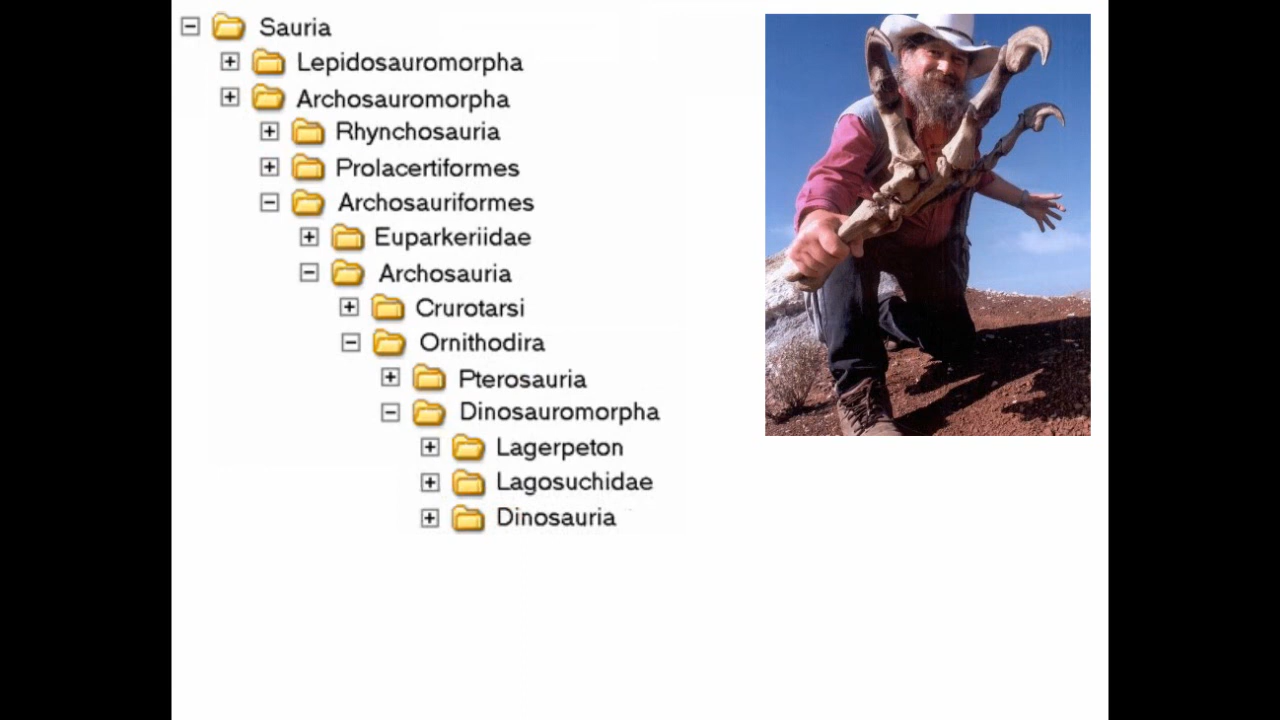 Sauria
Lepidosauromorpha
Archosauromorpha
Rhynchosauria
Prolacertiformes
Archosauriformes
Euparkeriidae
Archosauria
Crurotarsi
Ornithodira
Pterosauria
Dinosauromorpha
Lagerpeton
Lagosuchidae
Dinosauria